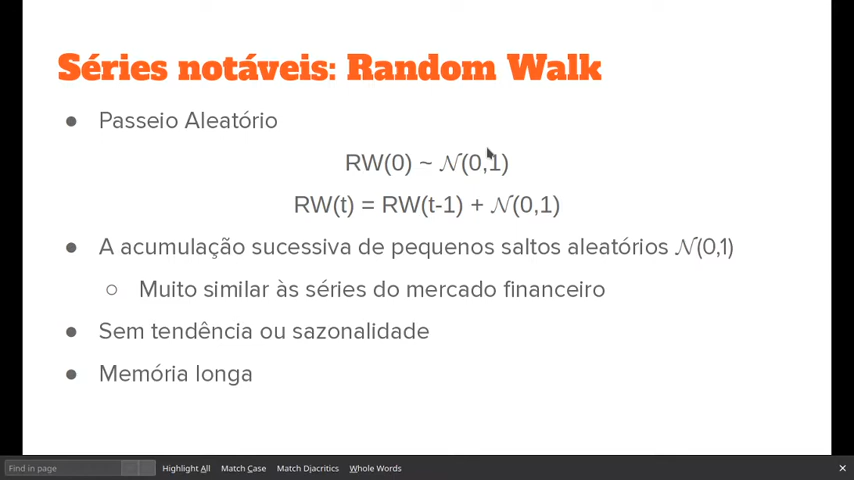 Séries notáveis: Random Walk
● Passeio Aleatório
RW(0) ~ 𝒩(0,1)
RW(t) = RW(t-1) + 𝒩(0,1)
● A acumulação sucessiva de pequenos saltos aleatórios 𝒩(0,1)
○ Muito similar às séries do mercado financeiro
● Sem tendência ou sazonalidade
● Memória longa
Find in page Highlight All Match Case Match Diacritics Whole Words